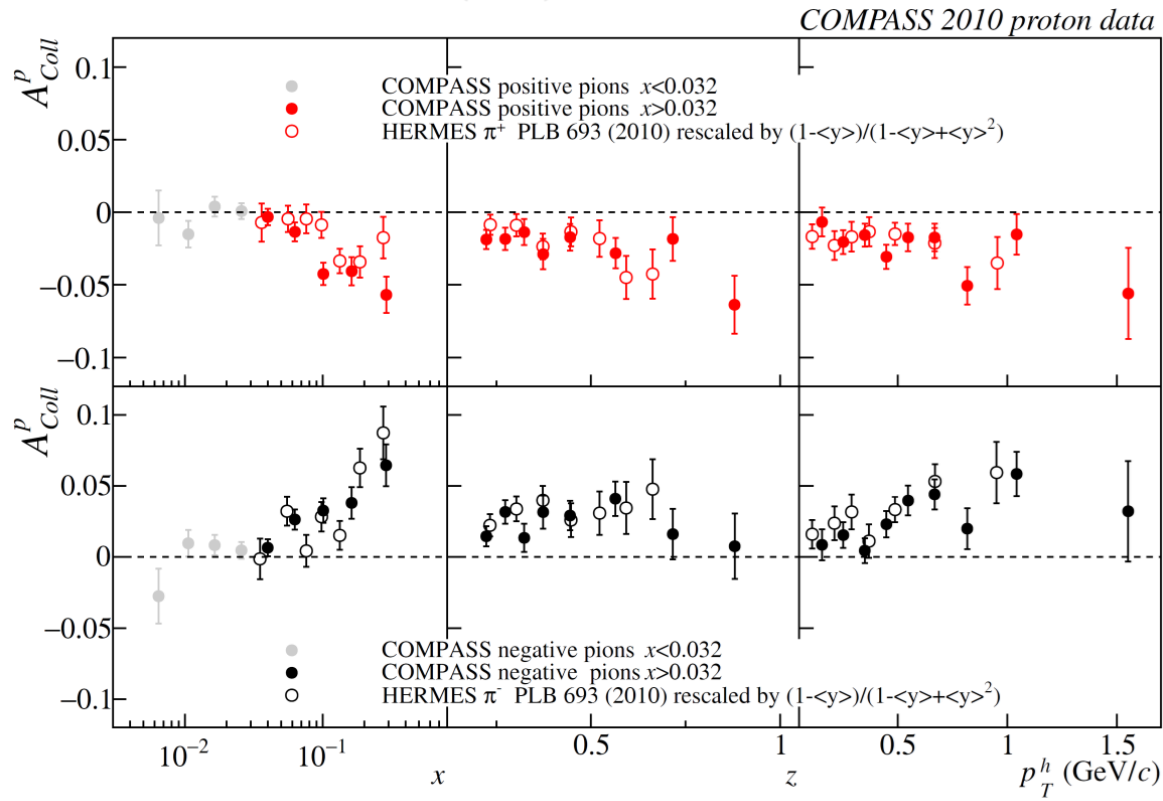 COMPASS 2010 proton data
A^p_Coll
0.1
0.05
0
−0.05
−0.1
COMPASS positive pions x<0.032
COMPASS positive pions x>0.032
HERMES π⁺ PLB 693 (2010) rescaled by (1-<y>)/(1-<y>+<y>²)
A^p_Coll
0.1
0.05
0
−0.05
−0.1
COMPASS negative pions x<0.032
COMPASS negative pions x>0.032
HERMES π⁻ PLB 693 (2010) rescaled by (1-<y>)/(1-<y>+<y>²)
10⁻² 10⁻¹ 0.5 1 0.5 1 1.5
x z p_T^h (GeV/c)